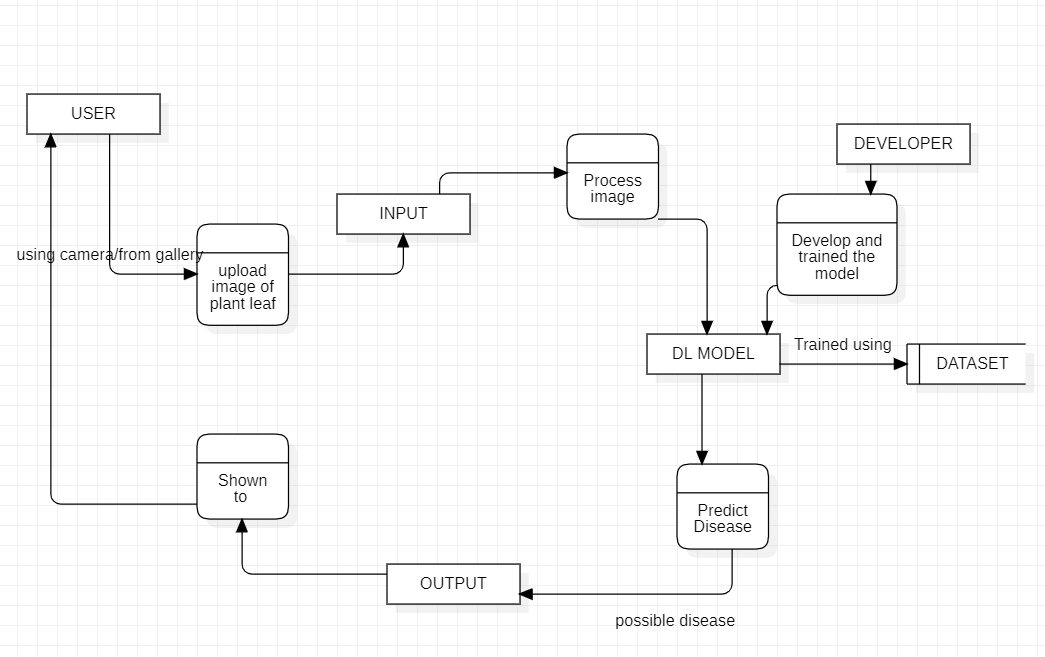 USER
DEVELOPER
Process
image
INPUT
Develop and
trained the
model
using camera/from gallery
upload
image of
plant leaf
DL MODEL
Trained using
DATASET
Shown
to
Predict
Disease
OUTPUT
possible disease